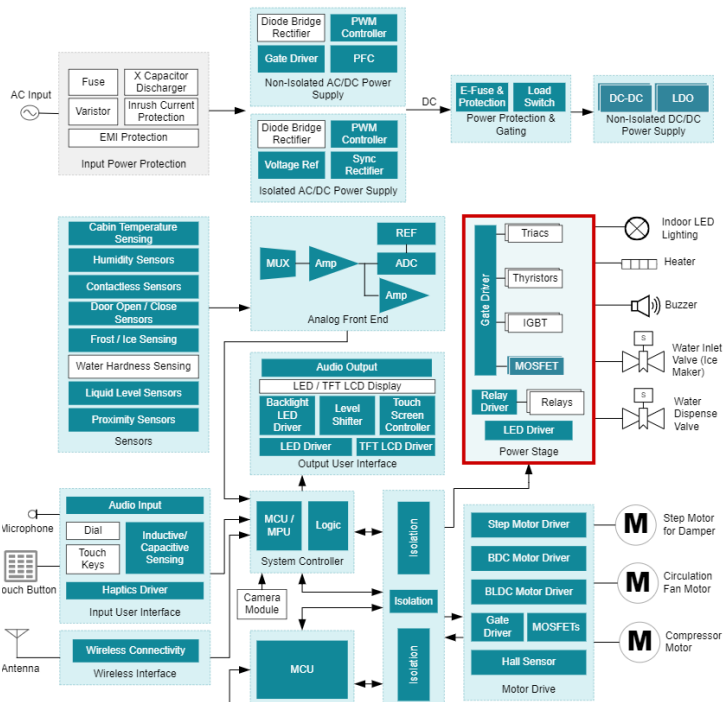 AC Input
Fuse
X Capacitor
Discharger
Varistor
Inrush Current
Protection
EMI Protection
Input Power Protection
Diode Bridge
Rectifier
PWM
Controller
Gate Driver
PFC
Non-Isolated AC/DC Power
Supply
Diode Bridge
Rectifier
PWM
Controller
Voltage Ref
Sync
Rectifier
Isolated AC/DC Power Supply
DC
E-Fuse &
Protection
Load
Switch
Power Protection &
Gating
DC-DC
LDO
Non-Isolated DC/DC
Power Supply
Cabin Temperature
Sensing
Humidity Sensors
Contactless Sensors
Door Open / Close
Sensors
Frost / Ice Sensing
Water Hardness Sensing
Liquid Level Sensors
Proximity Sensors
Sensors
MUX
Amp
REF
ADC
Amp
Analog Front End
Audio Output
LED / TFT LCD Display
Backlight
LED
Driver
Level
Shifter
Touch
Screen
Controller
LED Driver
TFT LCD Driver
Output User Interface
Gate Driver
Triacs
Thyristors
IGBT
MOSFET
Relay
Driver
Relays
LED Driver
Power Stage
Indoor LED
Lighting
Heater
Buzzer
S
Water Inlet
Valve (Ice
Maker)
S
Water
Dispense
Valve
Microphone
ouch Button
Antenna
Audio Input
Dial
Touch
Keys
Inductive/
Capacitive
Sensing
Haptics Driver
Input User Interface
Wireless Connectivity
Wireless Interface
MCU /
MPU
Logic
System Controller
Camera
Module
MCU
Isolation
Isolation
Isolation
Step Motor Driver
BDC Motor Driver
BLDC Motor Driver
Gate
Driver
MOSFETs
Hall Sensor
Motor Drive
M
Step Motor
for Damper
M
Circulation
Fan Motor
M
Compressor
Motor